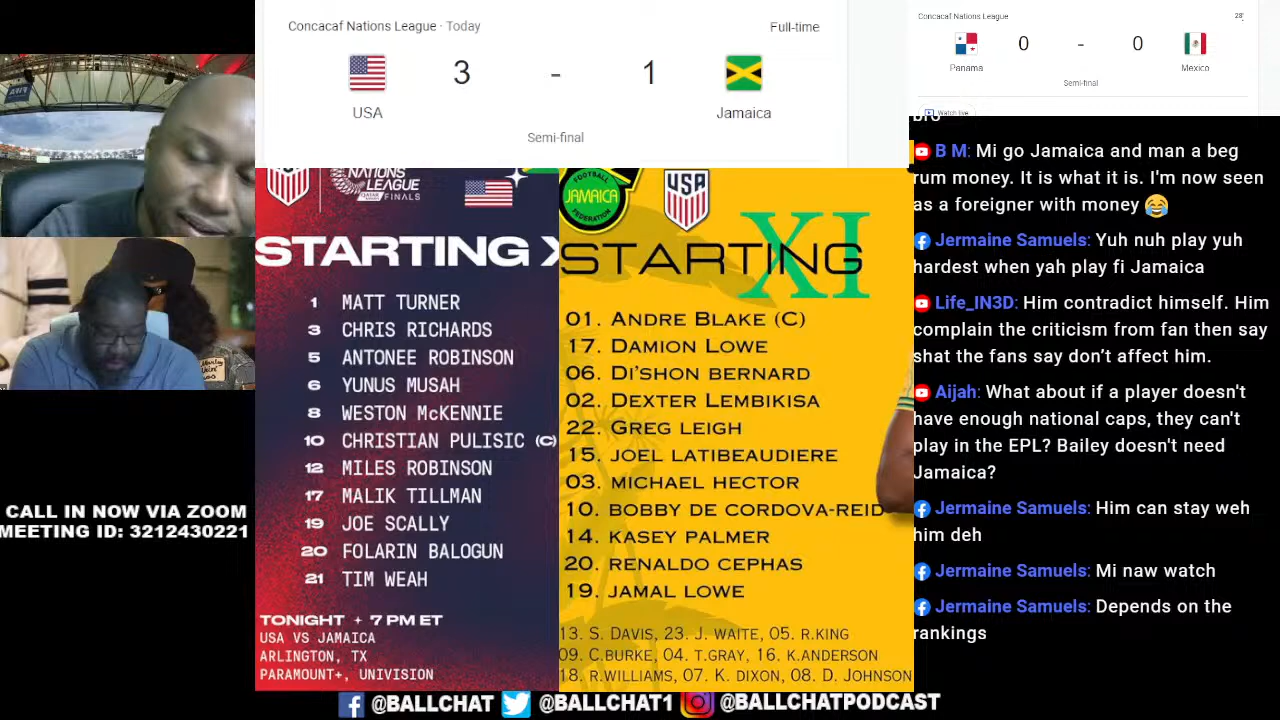 Concacaf Nations League · Today
Full-time
3 - 1
USA
Jamaica
Semi-final
Concacaf Nations League
28'
0 - 0
Panama
Mexico
Semi-final
Watch live
NATIONS
LEAGUE
FINALS
STARTING X
1 MATT TURNER
3 CHRIS RICHARDS
5 ANTONEE ROBINSON
6 YUNUS MUSAH
8 WESTON McKENNIE
10 CHRISTIAN PULISIC (C)
12 MILES ROBINSON
17 MALIK TILLMAN
19 JOE SCALLY
20 FOLARIN BALOGUN
21 TIM WEAH
TONIGHT + 7 PM ET
USA VS JAMAICA
ARLINGTON, TX
PARAMOUNT+, UNIVISION
FOOTBALL
JAMAICA
FEDERATION
USA
XI
STARTING
01. ANDRE BLAKE (C)
17. DAMION LOWE
06. DI'SHON BERNARD
02. DEXTER LEMBIKISA
22. GREG LEIGH
15. JOEL LATIBEAUDIERE
03. MICHAEL HECTOR
10. BOBBY DE CORDOVA-REID
14. KASEY PALMER
20. RENALDO CEPHAS
19. JAMAL LOWE
13. S. DAVIS, 23. J. WAITE, 05. R.KING
09. C.BURKE, 04. T.GRAY, 16. K.ANDERSON
18. R.WILLIAMS, 07. K. DIXON, 08. D. JOHNSON
bro
B M: Mi go Jamaica and man a beg
rum money. It is what it is. I'm now seen
as a foreigner with money 😂
Jermaine Samuels: Yuh nuh play yuh
hardest when yah play fi Jamaica
Life_IN3D: Him contradict himself. Him
complain the criticism from fan then say
shat the fans say don't affect him.
Aijah: What about if a player doesn't
have enough national caps, they can't
play in the EPL? Bailey doesn't need
Jamaica?
Jermaine Samuels: Him can stay weh
him deh
Jermaine Samuels: Mi naw watch
Jermaine Samuels: Depends on the
rankings
CALL IN NOW VIA ZOOM
MEETING ID: 3212430221
@BALLCHAT @BALLCHAT1 @BALLCHATPODCAST